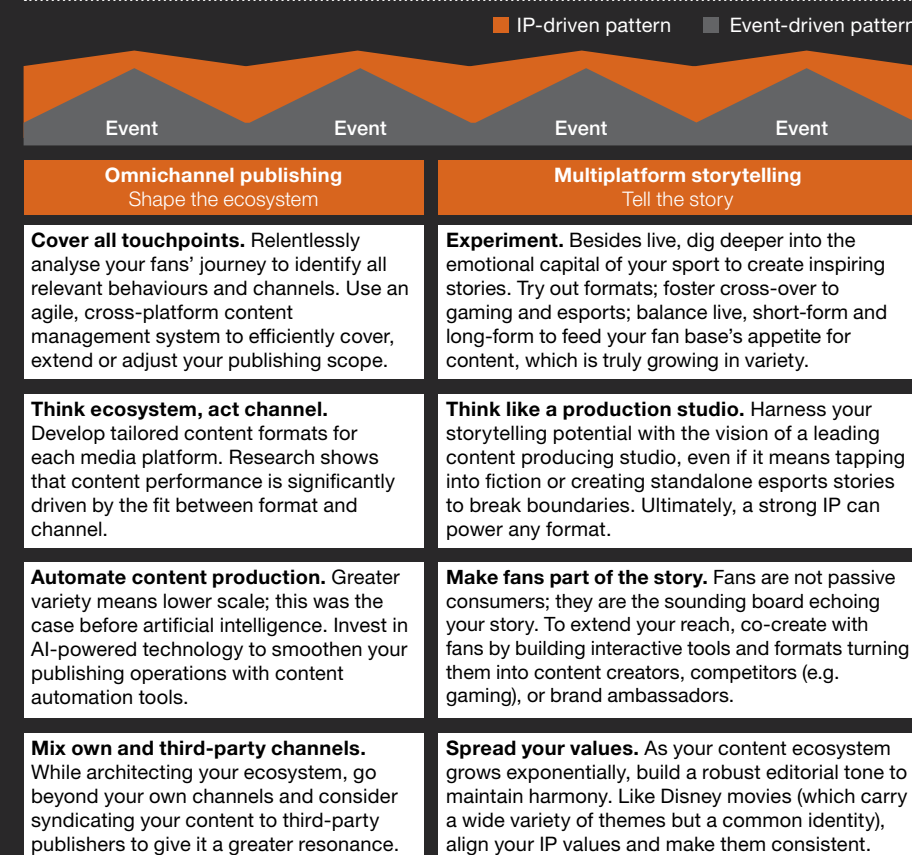 IP-driven pattern Event-driven pattern
Event Event Event Event
Omnichannel publishing
Shape the ecosystem
Cover all touchpoints. Relentlessly
analyse your fans’ journey to identify all
relevant behaviours and channels. Use an
agile, cross-platform content
management system to efficiently cover,
extend or adjust your publishing scope.
Think ecosystem, act channel.
Develop tailored content formats for
each media platform. Research shows
that content performance is significantly
driven by the fit between format and
channel.
Automate content production. Greater
variety means lower scale; this was the
case before artificial intelligence. Invest in
AI-powered technology to smoothen your
publishing operations with content
automation tools.
Mix own and third-party channels.
While architecting your ecosystem, go
beyond your own channels and consider
syndicating your content to third-party
publishers to give it a greater resonance.
Multiplatform storytelling
Tell the story
Experiment. Besides live, dig deeper into the
emotional capital of your sport to create inspiring
stories. Try out formats; foster cross-over to
gaming and esports; balance live, short-form and
long-form to feed your fan base’s appetite for
content, which is truly growing in variety.
Think like a production studio. Harness your
storytelling potential with the vision of a leading
content producing studio, even if it means tapping
into fiction or creating standalone esports stories
to break boundaries. Ultimately, a strong IP can
power any format.
Make fans part of the story. Fans are not passive
consumers; they are the sounding board echoing
your story. To extend your reach, co-create with
fans by building interactive tools and formats turning
them into content creators, competitors (e.g.
gaming), or brand ambassadors.
Spread your values. As your content ecosystem
grows exponentially, build a robust editorial tone to
maintain harmony. Like Disney movies (which carry
a wide variety of themes but a common identity),
align your IP values and make them consistent.